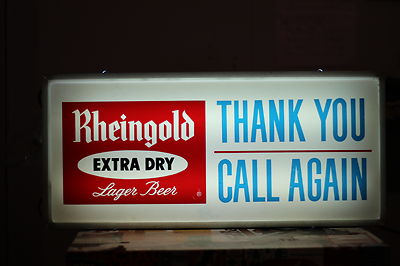 Rheingold
EXTRA DRY
Lager Beer
®
THANK YOU
CALL AGAIN